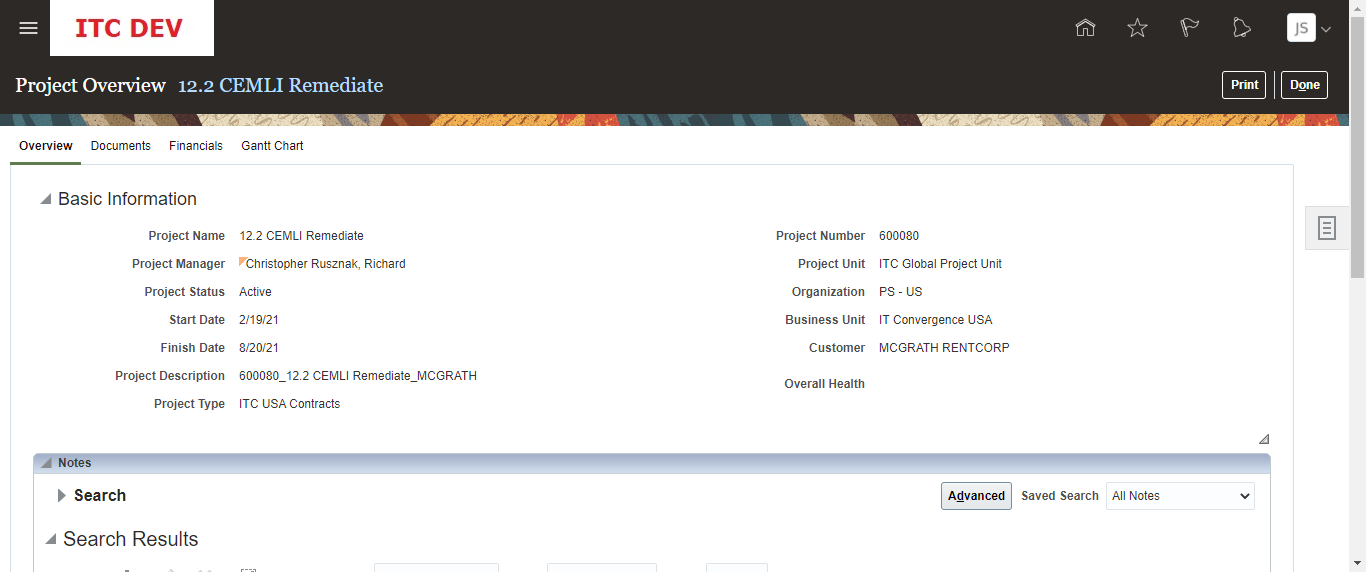 ITC DEV
JS
Project Overview 12.2 CEMLI Remediate
Print
Done
Overview Documents Financials Gantt Chart
Basic Information
Project Name 12.2 CEMLI Remediate
Project Manager Christopher Rusznak, Richard
Project Status Active
Start Date 2/19/21
Finish Date 8/20/21
Project Description 600080_12.2 CEMLI Remediate_MCGRATH
Project Type ITC USA Contracts
Project Number 600080
Project Unit ITC Global Project Unit
Organization PS - US
Business Unit IT Convergence USA
Customer MCGRATH RENTCORP
Overall Health
Notes
Search
Advanced Saved Search All Notes
Search Results